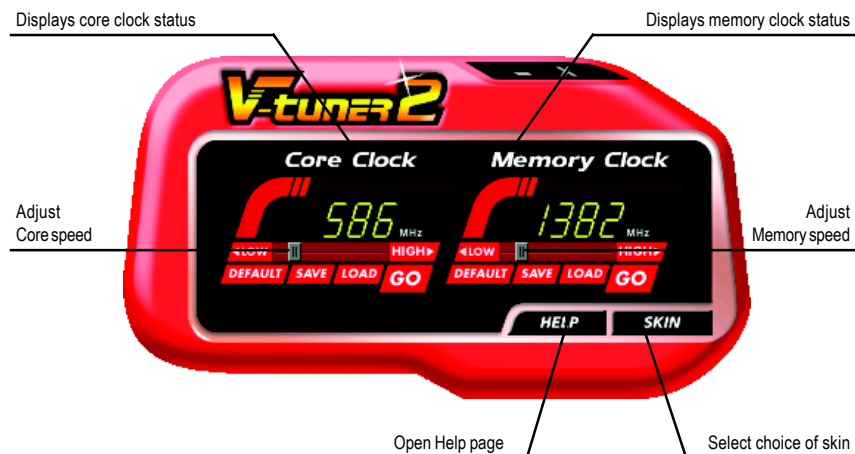 Displays core clock status
Displays memory clock status
V-TUNER 2
Core Clock
Memory Clock
Adjust
Core speed
Adjust
Memory speed
586 MHz
1382 MHz
◄LOW HIGH►
◄LOW HIGH►
DEFAULT SAVE LOAD GO
DEFAULT SAVE LOAD GO
HELP SKIN
Open Help page
Select choice of skin